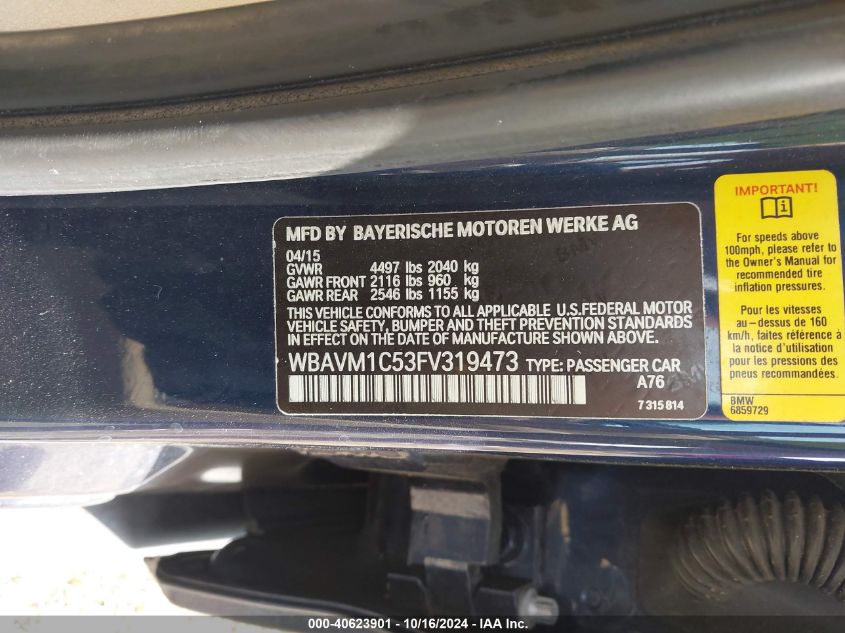 MFD BY BAYERISCHE MOTOREN WERKE AG
04/15
GVWR 4497 lbs 2040 kg
GAWR FRONT 2116 lbs 960 kg
GAWR REAR 2546 lbs 1155 kg
THIS VEHICLE CONFORMS TO ALL APPLICABLE U.S.FEDERAL MOTOR
VEHICLE SAFETY, BUMPER, AND THEFT PREVENTION STANDARDS
IN EFFECT ON THE DATE OF MANUFACTURE SHOWN ABOVE.
WBAVM1C53FV319473 TYPE: PASSENGER CAR
A76
7 315 814
IMPORTANT!
For speeds above
100mph, please refer to
the Owner's Manual for
recommended tire
inflation pressures.
Pour les vitesses
au-dessus de 160
km/h, faites référence à
la notice d'utilisation
pour les pressions des
pneus recommandées.
BMW
6859729
000-40623901 - 10/16/2024 - IAA Inc.